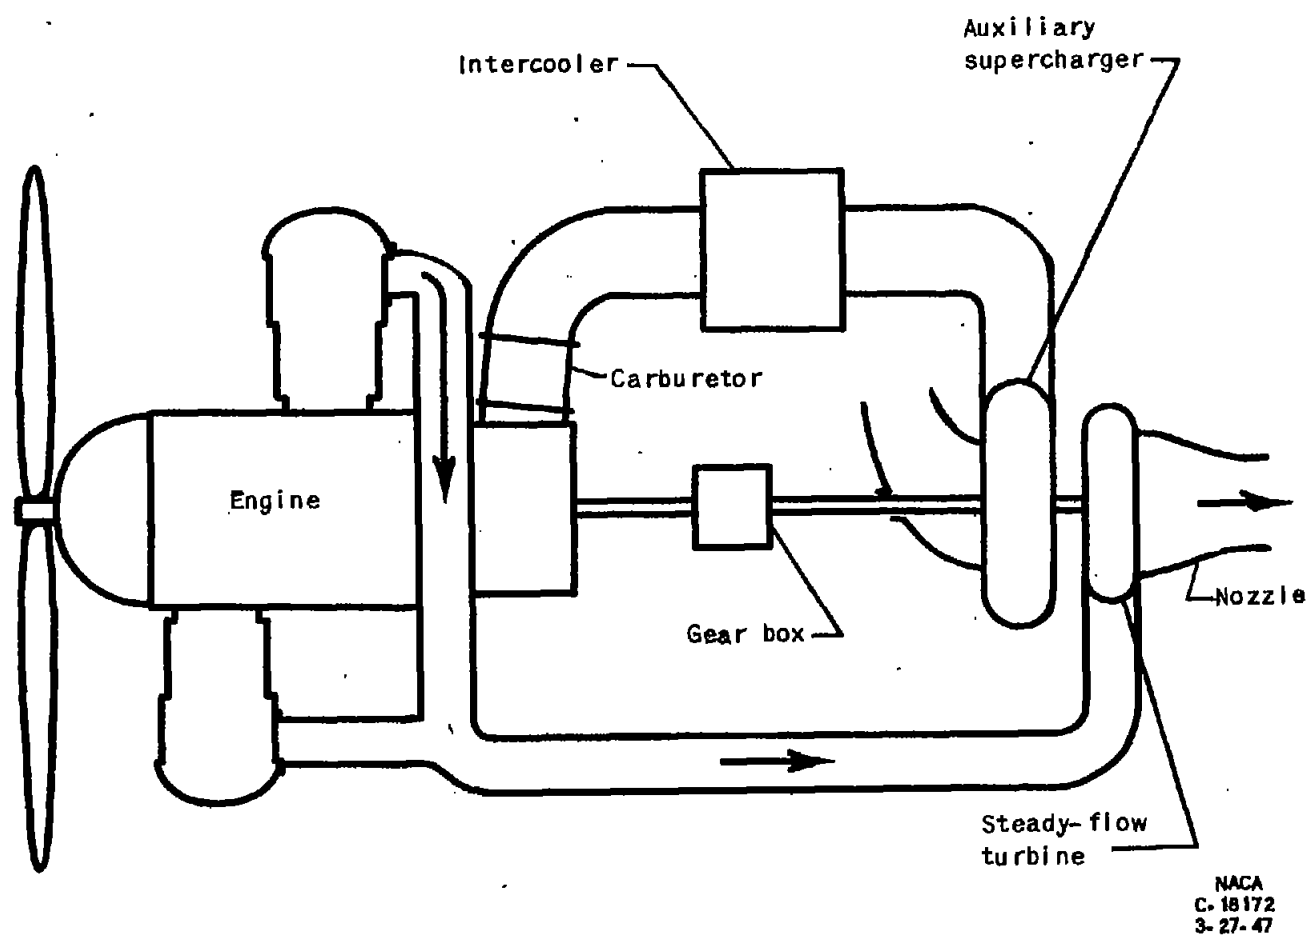 Auxiliary
supercharger
Intercooler
Carburetor
Engine
Nozzle
Gear box
Steady-flow
turbine
NACA
C-18172
3-27-47